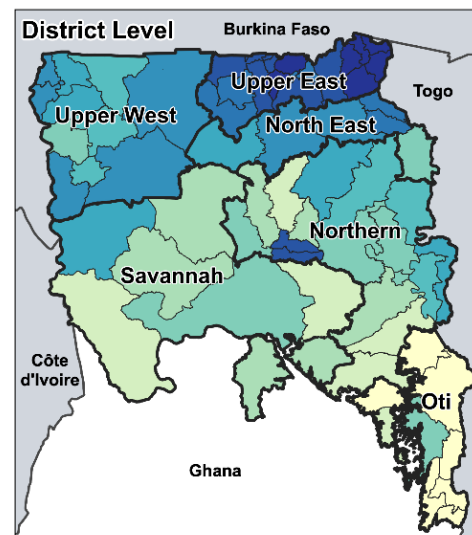 District Level
Burkina Faso
Togo
Upper East
Upper West
North East
Northern
Savannah
Côte
d'Ivoire
Oti
Ghana